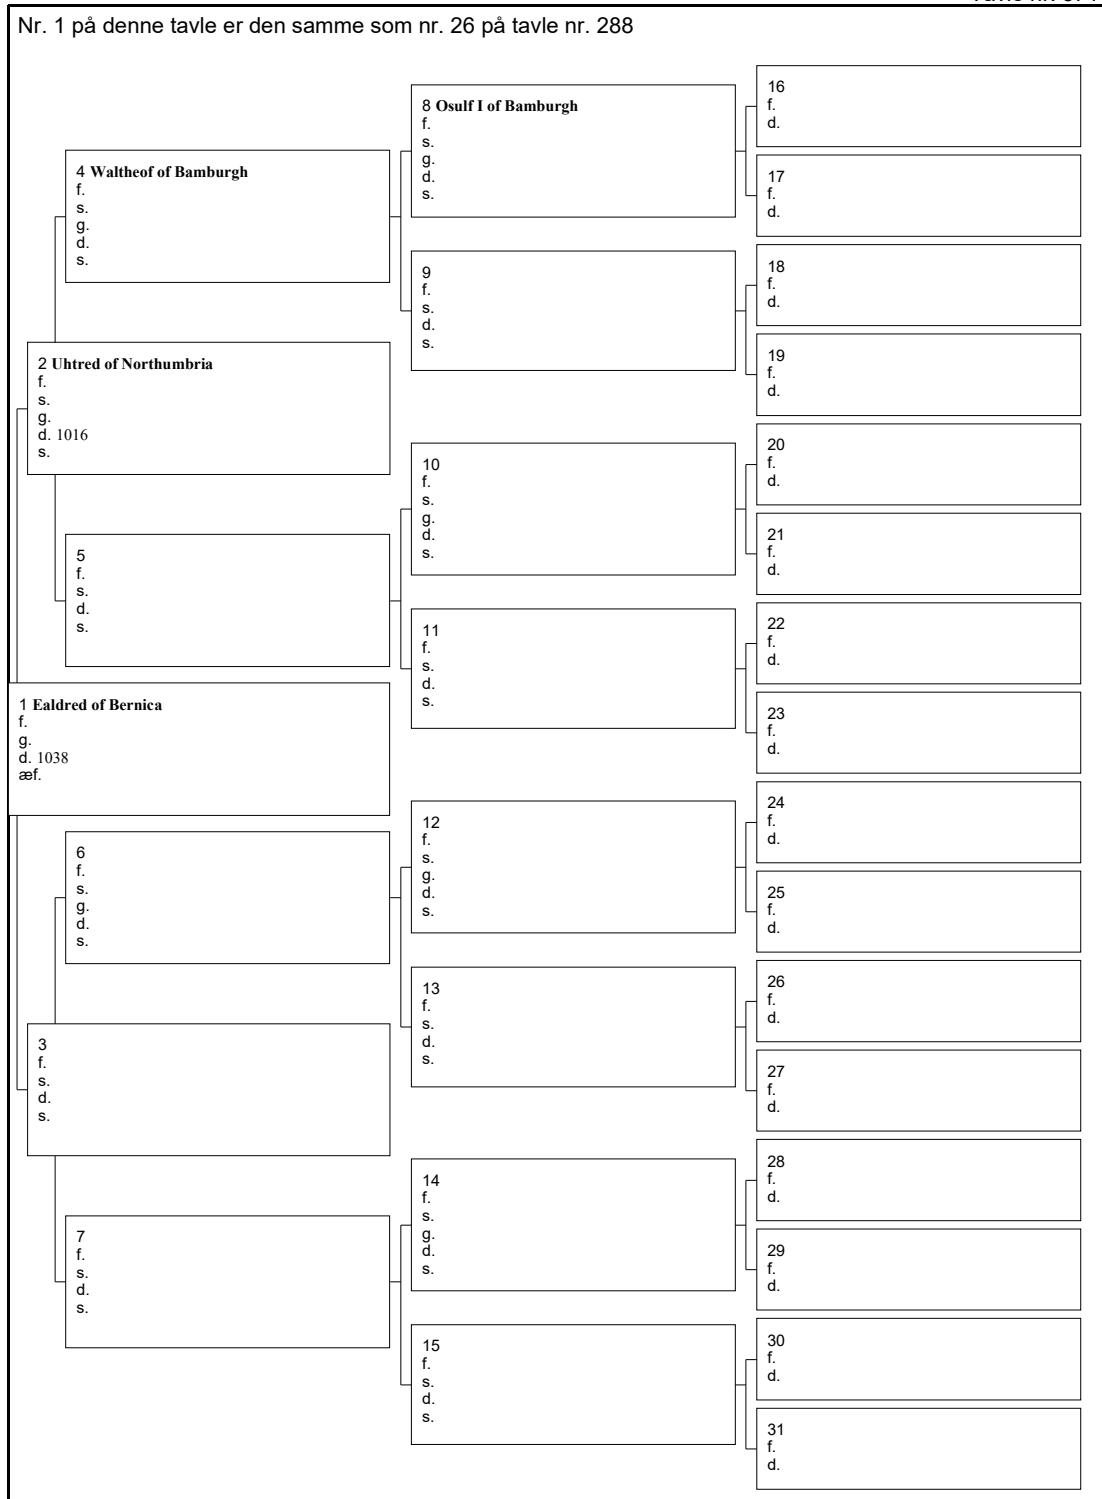 Nr. 1 på denne tavle er den samme som nr. 26 på tavle nr. 288
16
f.
d.
8 Osulf I of Bamburgh
f.
s.
g.
d.
s.
4 Waltheof of Bamburgh
f.
s.
g.
d.
s.
17
f.
d.
18
f.
d.
9
f.
s.
d.
s.
19
f.
d.
2 Uhtred of Northumbria
f.
s.
g.
d. 1016
s.
20
f.
d.
10
f.
s.
g.
d.
s.
21
f.
d.
5
f.
s.
d.
s.
22
f.
d.
11
f.
s.
d.
s.
23
f.
d.
1 Ealdred of Bernica
f.
g.
d. 1038
æf.
24
f.
d.
12
f.
s.
g.
d.
s.
6
f.
s.
g.
d.
s.
25
f.
d.
26
f.
d.
13
f.
s.
d.
s.
3
f.
s.
d.
s.
27
f.
d.
28
f.
d.
14
f.
s.
g.
d.
s.
7
f.
s.
d.
s.
29
f.
d.
30
f.
d.
15
f.
s.
d.
s.
31
f.
d.